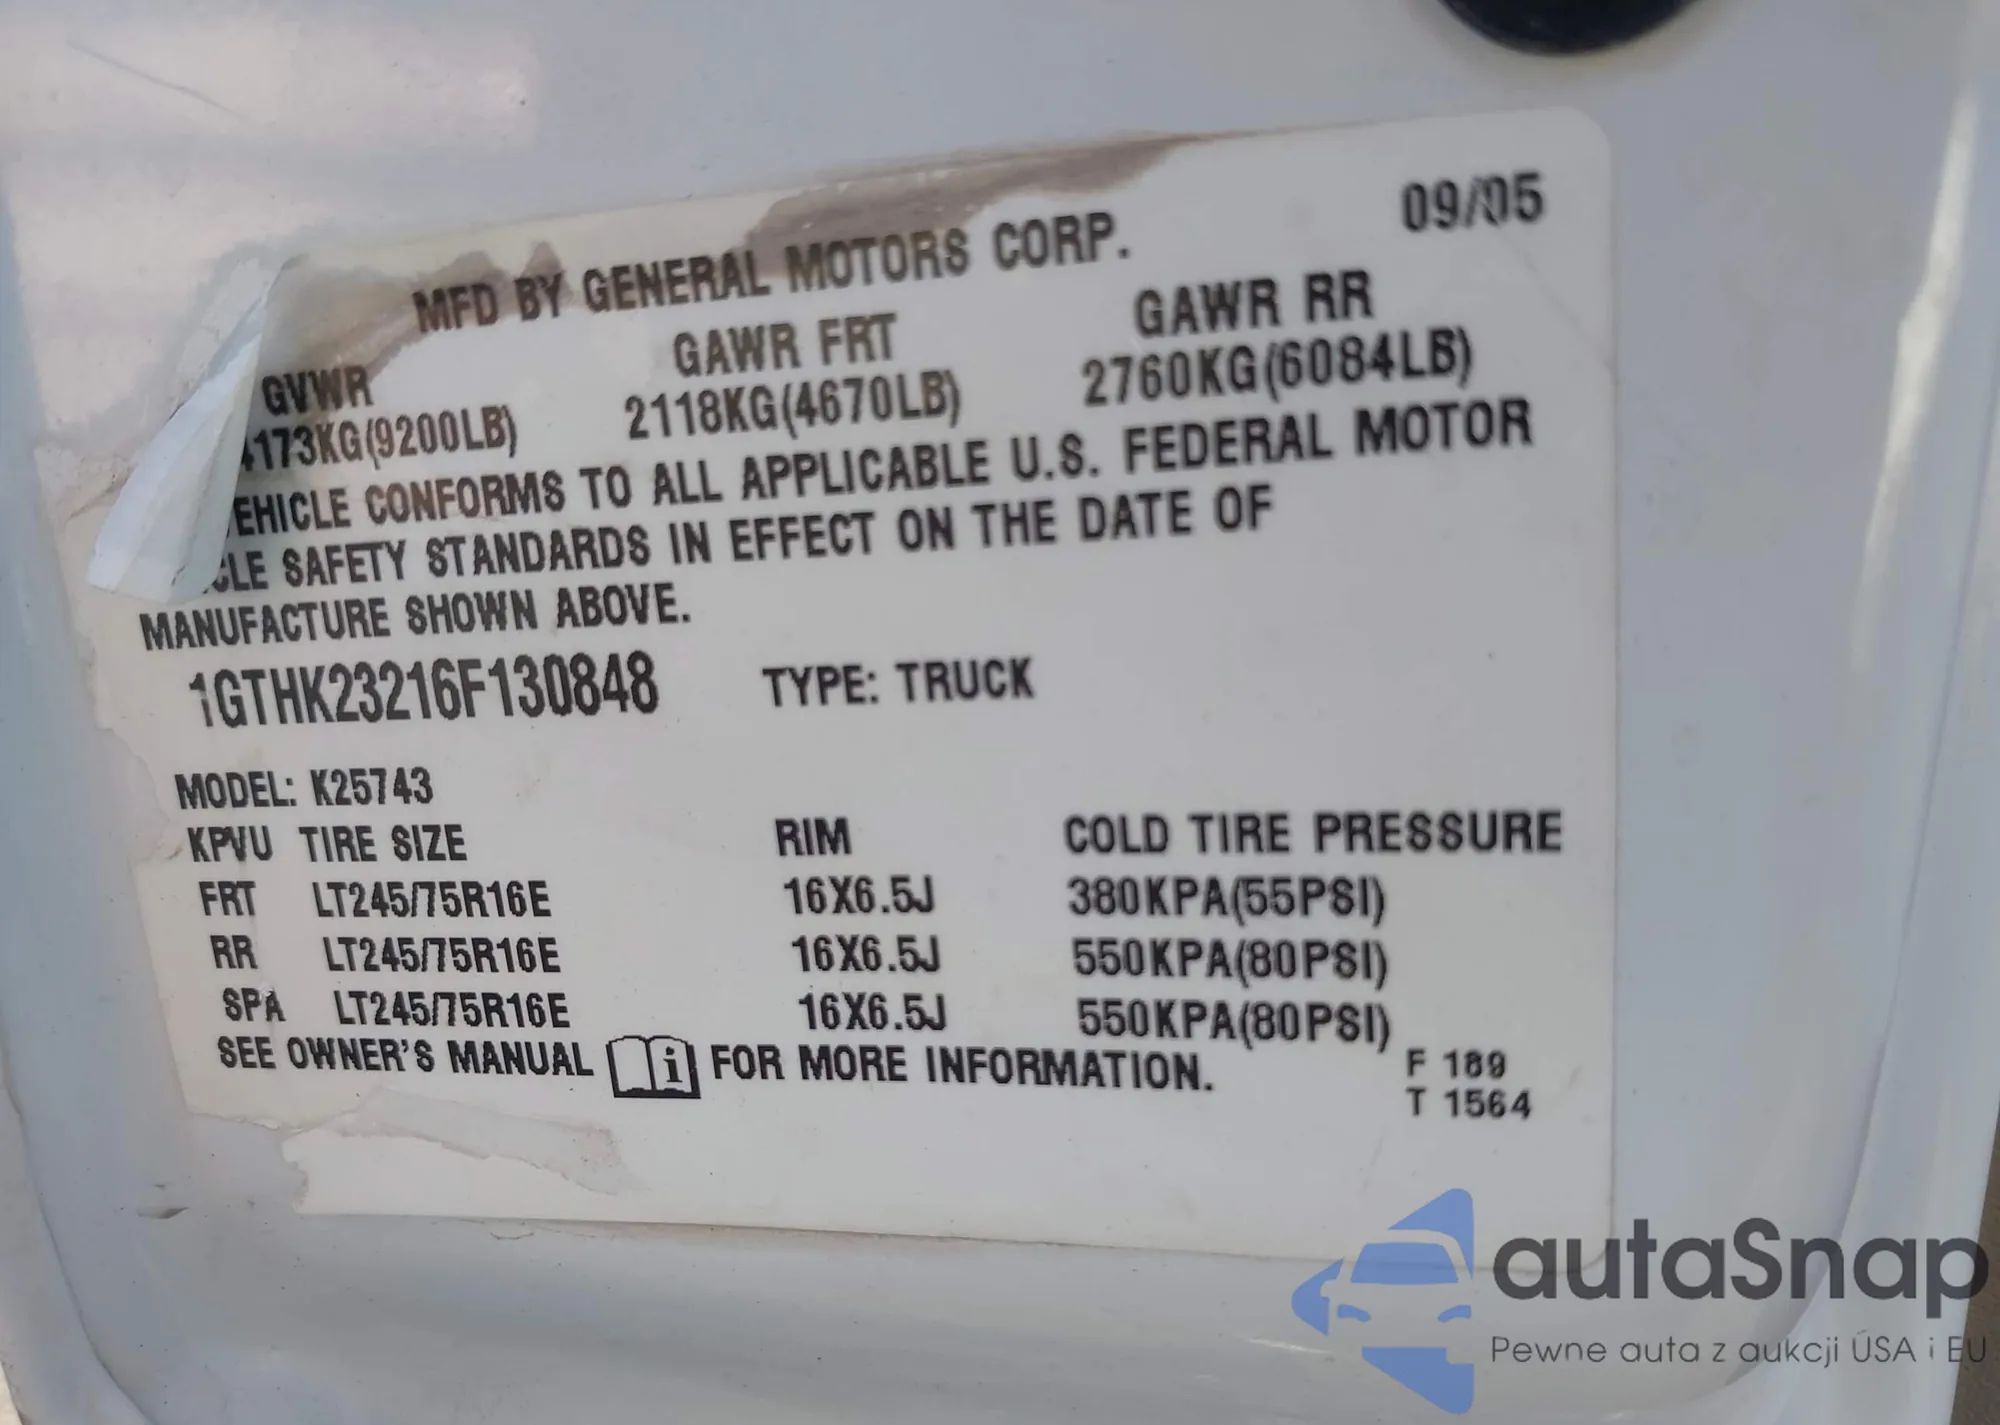 MFD BY GENERAL MOTORS CORP. 09/05
GVWR GAWR FRT GAWR RR
173KG(9200LB) 2118KG(4670LB) 2760KG(6084LB)
EHICLE CONFORMS TO ALL APPLICABLE U.S. FEDERAL MOTOR
CLE SAFETY STANDARDS IN EFFECT ON THE DATE OF
MANUFACTURE SHOWN ABOVE.
1GTHK23216F130848 TYPE: TRUCK
MODEL: K25743
KPVU TIRE SIZE RIM COLD TIRE PRESSURE
FRT LT245/75R16E 16X6.5J 380KPA(55PSI)
RR LT245/75R16E 16X6.5J 550KPA(80PSI)
SPA LT245/75R16E 16X6.5J 550KPA(80PSI)
SEE OWNER'S MANUAL i FOR MORE INFORMATION.
F 189
T 1564
autaSnap
Pewne auta z aukcji USA i EU